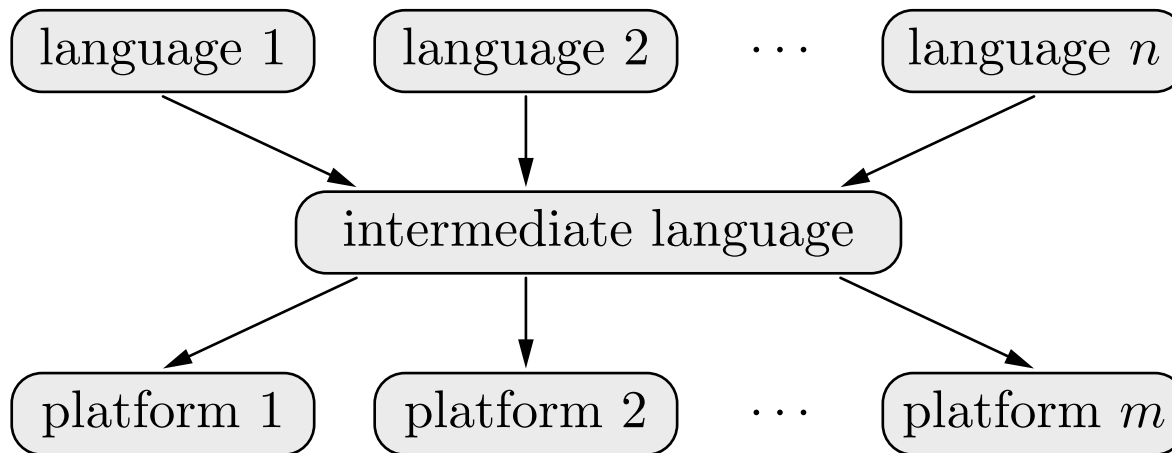 language 1 language 2 ··· language n
intermediate language
platform 1 platform 2 ··· platform m